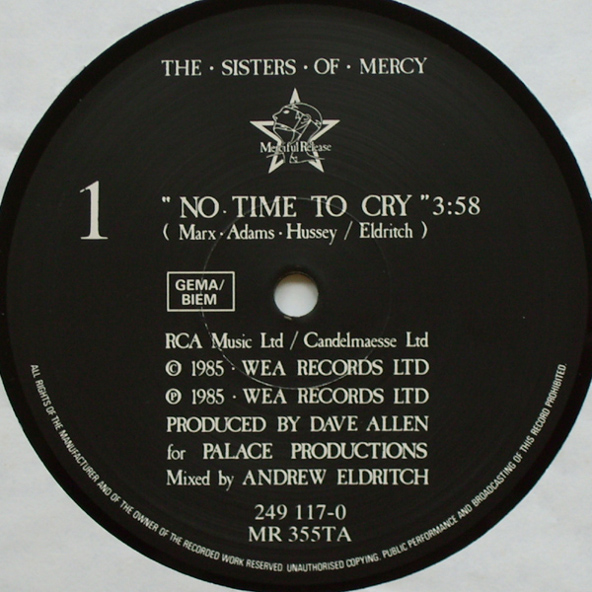 THE · SISTERS · OF · MERCY
Merciful Release
1
" NO · TIME TO CRY " 3:58
( Marx · Adams · Hussey / Eldritch )
GEMA/
BIEM
RCA Music Ltd / Candelmaesse Ltd
© 1985 · WEA RECORDS LTD
℗ 1985 · WEA RECORDS LTD
PRODUCED BY DAVE ALLEN
for PALACE PRODUCTIONS
Mixed by ANDREW ELDRITCH
249 117-0
MR 355TA
ALL RIGHTS OF THE MANUFACTURER AND OF THE OWNER OF THE RECORDED WORK RESERVED UNAUTHORISED COPYING. PUBLIC PERFORMANCE AND BROADCASTING OF THIS RECORD PROHIBITED.